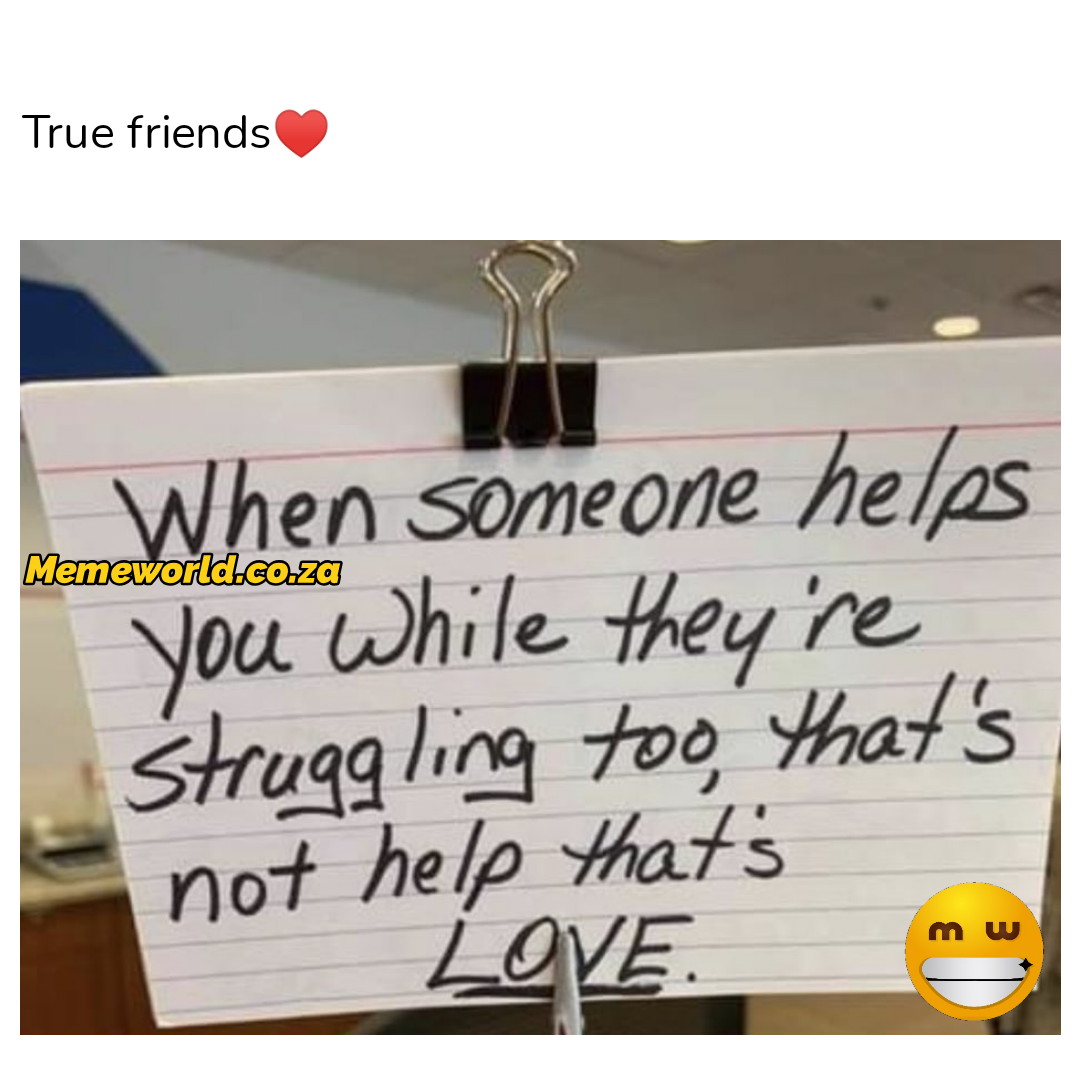 True friends❤️
When someone helps
Memeworld.co.za
you while they're
struggling too, that's
not help that's
LOVE.
m w